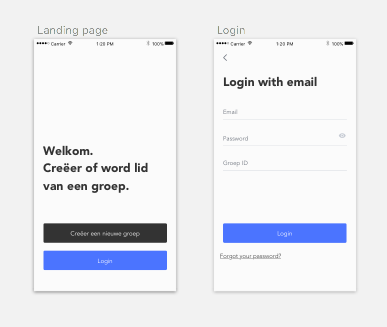 Landing page
Carrier 1:20 PM 100%
Welkom.
Creëer of word lid
van een groep.
Creëer een nieuwe groep
Login
Login
Carrier 1:20 PM 100%
Login with email
Email
Password
Groep ID
Login
Forgot your password?